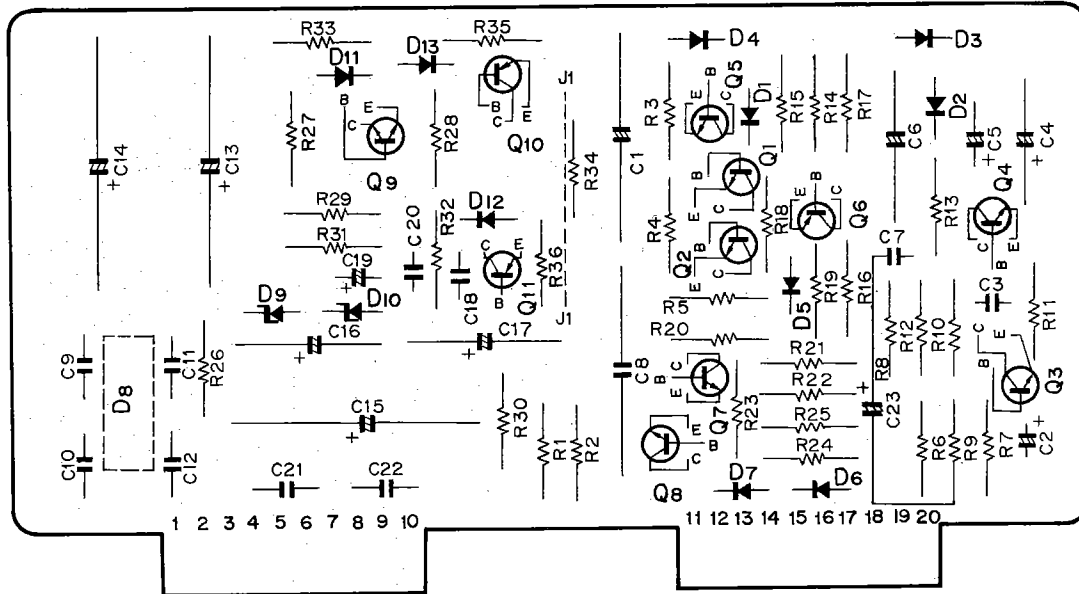 R33
R35
D4
D3
D11
D13
J1
Q5
B
E
C
D1
R3
R15
R14
R17
D2
B
C
E
B
C
E
C14
+
C13
+
R27
Q9
R28
Q10
R34
C1
Q1
B
E
C
C6
C5
+
C4
+
R29
R31
C19
+
C20
R32
D12
R4
B
C
E
Q2
R18
E
C
B
Q6
R13
Q4
C
E
B
C
E
B
Q11
C18
R36
C7
D9
D10
J1
R5
D5
R19
R16
C3
R11
C16
+
C17
+
R20
R8
R12
R10
C
B
E
Q3
C9
D8
C11
R26
C8
C
B
E
Q7
R23
R21
R22
R25
R24
+
C23
C15
+
R30
R1
R2
E
B
C
Q8
R6
R9
R7
+
C2
C10
C12
C21
C22
D7
D6
1 2 3 4 5 6 7 8 9 10
11 12 13 14 15 16 17 18 19 20